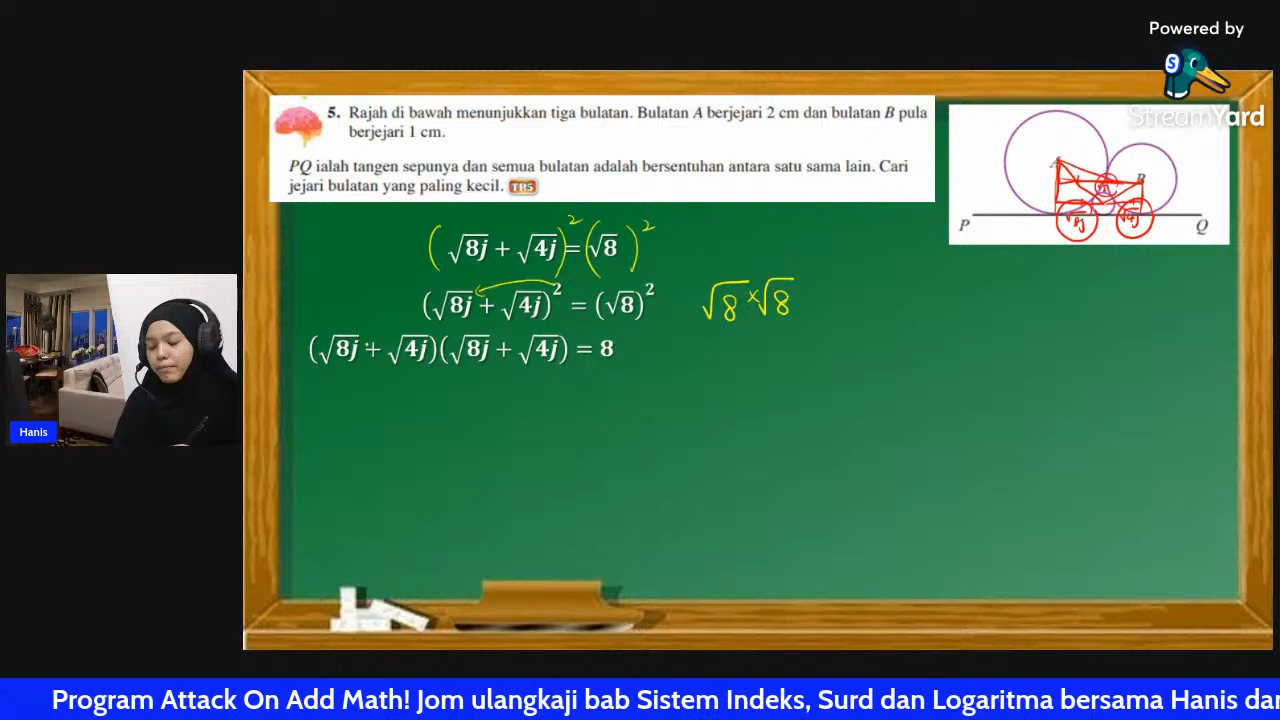 Powered by
StreamYard
5. Rajah di bawah menunjukkan tiga bulatan. Bulatan A berjejari 2 cm dan bulatan B pula
berjejari 1 cm.
PQ ialah tangen sepunya dan semua bulatan adalah bersentuhan antara satu sama lain. Cari
jejari bulatan yang paling kecil. TP5
A
B
P
Q
√8j
√4j
(√8j + √4j)² = (√8)²
(√8j + √4j)² = (√8)²
√8 × √8
(√8j + √4j)(√8j + √4j) = 8
Hanis
Program Attack On Add Math! Jom ulangkaji bab Sistem Indeks, Surd dan Logaritma bersama Hanis dan